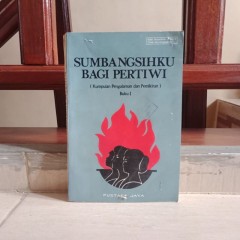 SUMBANGSIHKU
BAGI PERTIWI
( Kumpulan Pengalaman dan Pemikiran )
Buku I